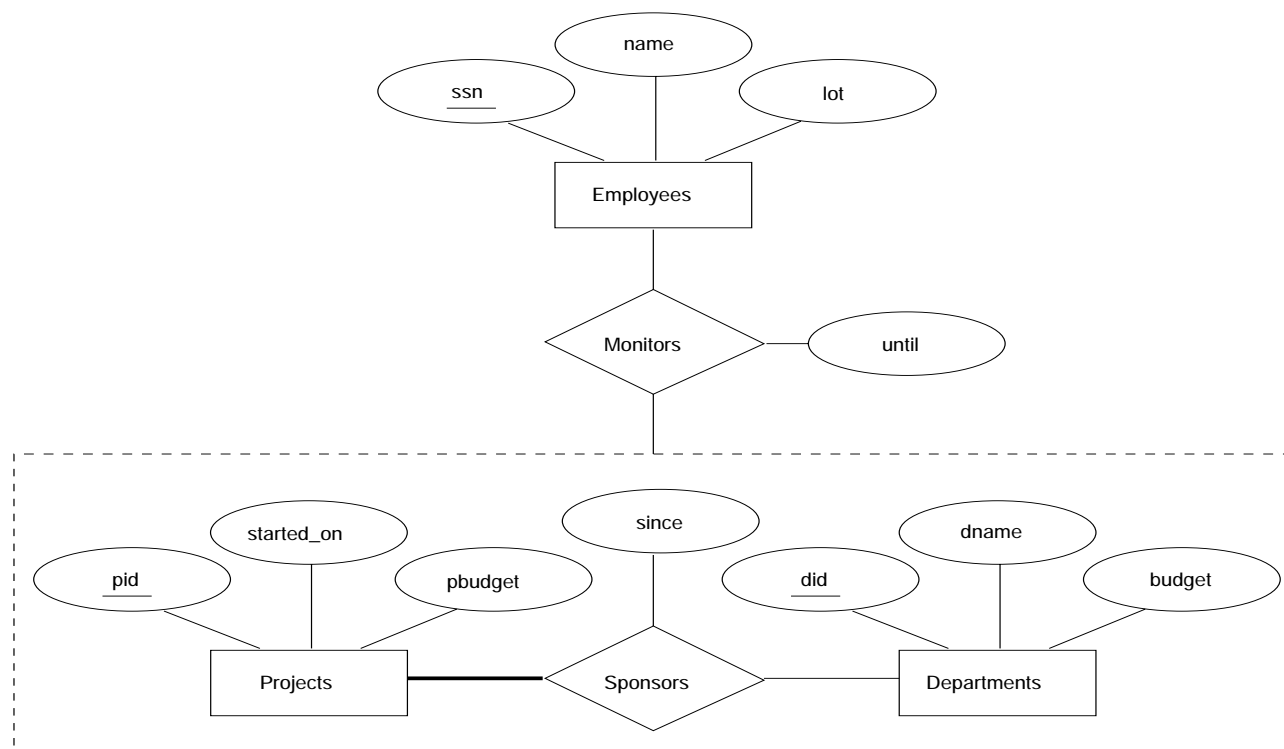 name
ssn
lot
Employees
Monitors
until
since
started_on
dname
pid
pbudget
did
budget
Projects
Sponsors
Departments